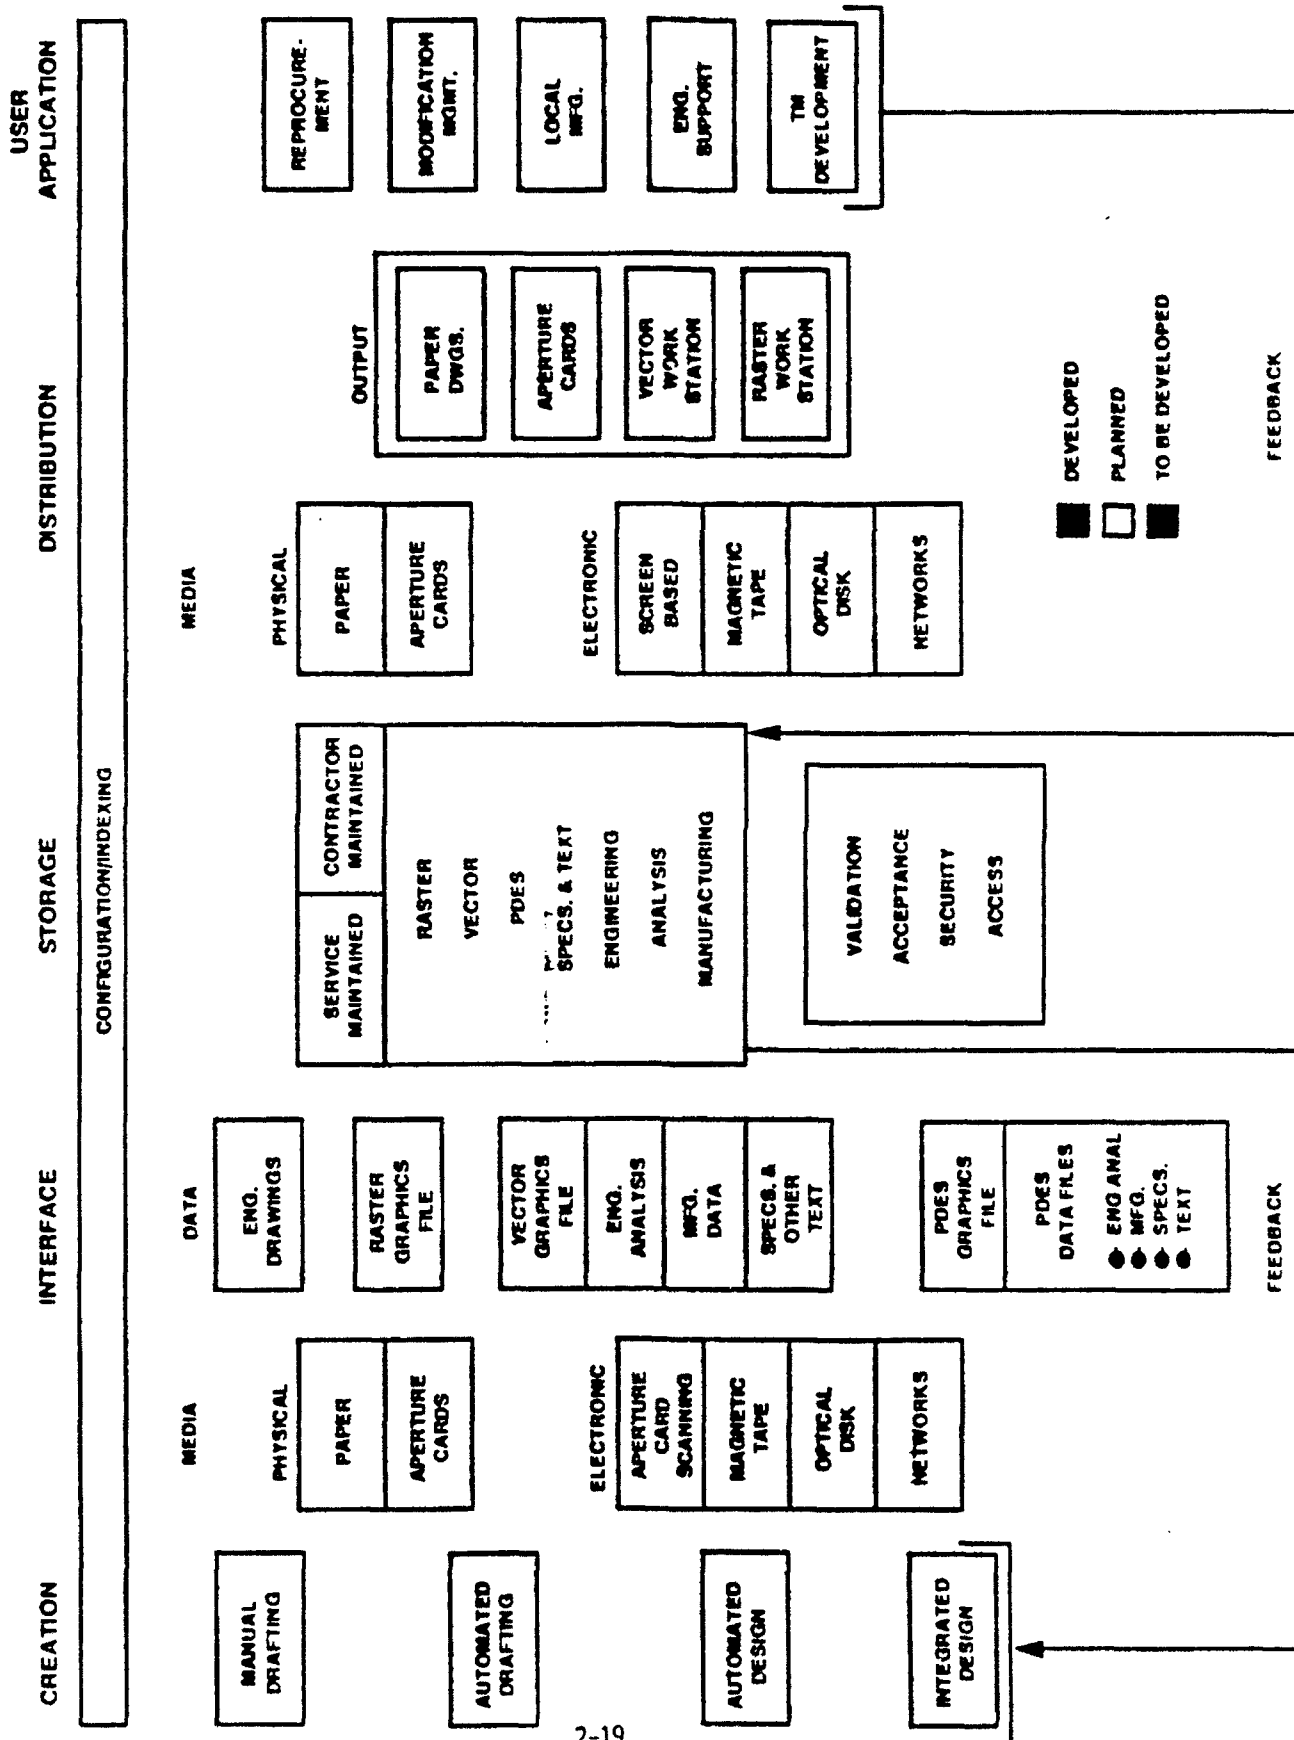 CREATION
INTERFACE
STORAGE
DISTRIBUTION
USER
APPLICATION
CONFIGURATION/INDEXING
MANUAL
DRAFTING
AUTOMATED
DRAFTING
AUTOMATED
DESIGN
INTEGRATED
DESIGN
MEDIA
PHYSICAL
PAPER
APERTURE
CARDS
ELECTRONIC
APERTURE
CARD
SCANNING
MAGNETIC
TAPE
OPTICAL
DISK
NETWORKS
DATA
ENG.
DRAWINGS
RASTER
GRAPHICS
FILE
VECTOR
GRAPHICS
FILE
ENG.
ANALYSIS
MFG.
DATA
SPECS. &
OTHER
TEXT
PDES
GRAPHICS
FILE
PDES
DATA FILES
● ENG ANAL
● MFG.
● SPECS.
● TEXT
FEEDBACK
SERVICE
MAINTAINED
CONTRACTOR
MAINTAINED
RASTER
VECTOR
PDES
SPECS. & TEXT
ENGINEERING
ANALYSIS
MANUFACTURING
VALIDATION
ACCEPTANCE
SECURITY
ACCESS
MEDIA
PHYSICAL
PAPER
APERTURE
CARDS
ELECTRONIC
SCREEN
BASED
MAGNETIC
TAPE
OPTICAL
DISK
NETWORKS
OUTPUT
PAPER
DWGS.
APERTURE
CARDS
VECTOR
WORK
STATION
RASTER
WORK
STATION
DEVELOPED
PLANNED
TO BE DEVELOPED
FEEDBACK
REPROCURE-
MENT
MODIFICATION
MGMT.
LOCAL
MFG.
ENG.
SUPPORT
TM
DEVELOPMENT
2-19